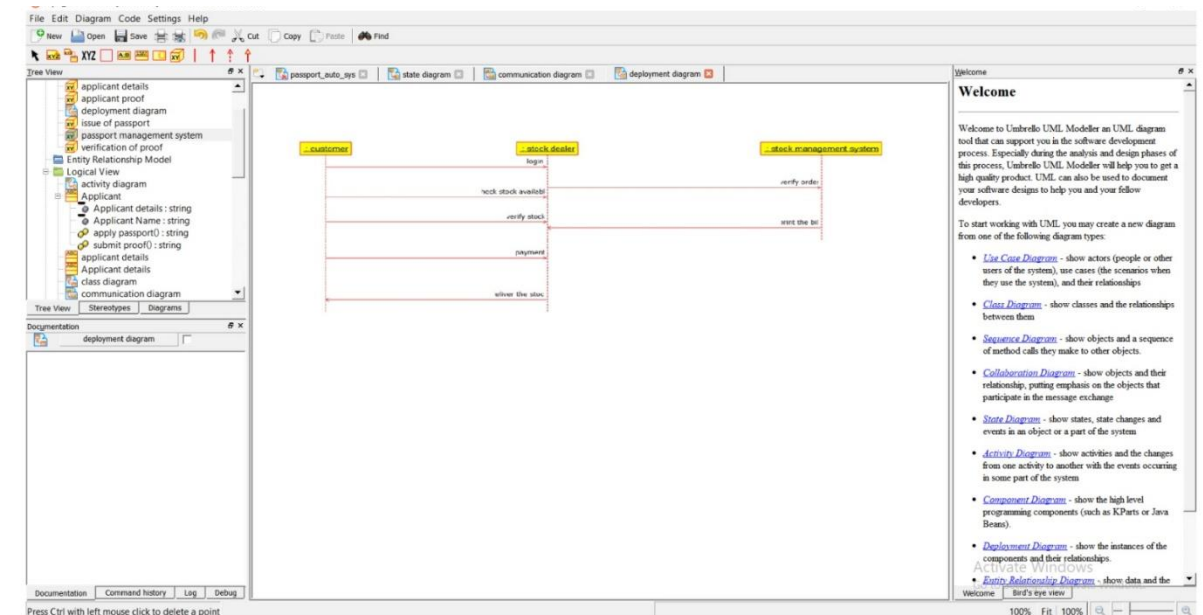 File Edit Diagram Code Settings Help
New Open Save Cut Copy Paste Find
XYZ
Tree View
passport_auto_sys state diagram communication diagram deployment diagram
applicant details
applicant proof
deployment diagram
issue of passport
passport management system
verification of proof
Entity Relationship Model
Logical View
activity diagram
Applicant
Applicant details : string
Applicant Name : string
apply passport() : string
submit proof() : string
applicant details
Applicant details
class diagram
communication diagram
Tree View Stereotypes Diagrams
Documentation
deployment diagram
Documentation Command history Log Debug
Press Ctrl with left mouse click to delete a point
: customer : stock dealer : stock management system
login
verify order
heck stock availabl
verify stock
rint the bi
payment
eliver the stoc
Welcome
Welcome
Welcome to Umbrello UML Modeller an UML diagram
tool that can support you in the software development
process. Especially during the analysis and design phases of
this process, Umbrello UML Modeller will help you to get a
high quality product. UML can also be used to document
your software designs to help you and your fellow
developers.
To start working with UML you may create a new diagram
from one of the following diagram types:
Use Case Diagram - show actors (people or other
users of the system), use cases (the scenarios when
they use the system), and their relationships
Class Diagram - show classes and the relationships
between them
Sequence Diagram - show objects and a sequence
of method calls they make to other objects.
Collaboration Diagram - show objects and their
relationship, putting emphasis on the objects that
participate in the message exchange
State Diagram - show states, state changes and
events in an object or a part of the system
Activity Diagram - show activities and the changes
from one activity to another with the events occurring
in some part of the system
Component Diagram - show the high level
programming components (such as KParts or Java
Beans).
Deployment Diagram - show the instances of the
components and their relationships.
Activate Windows
Entity Relationship Diagram - show data and the
Welcome Bird's eye view
100% Fit 100%